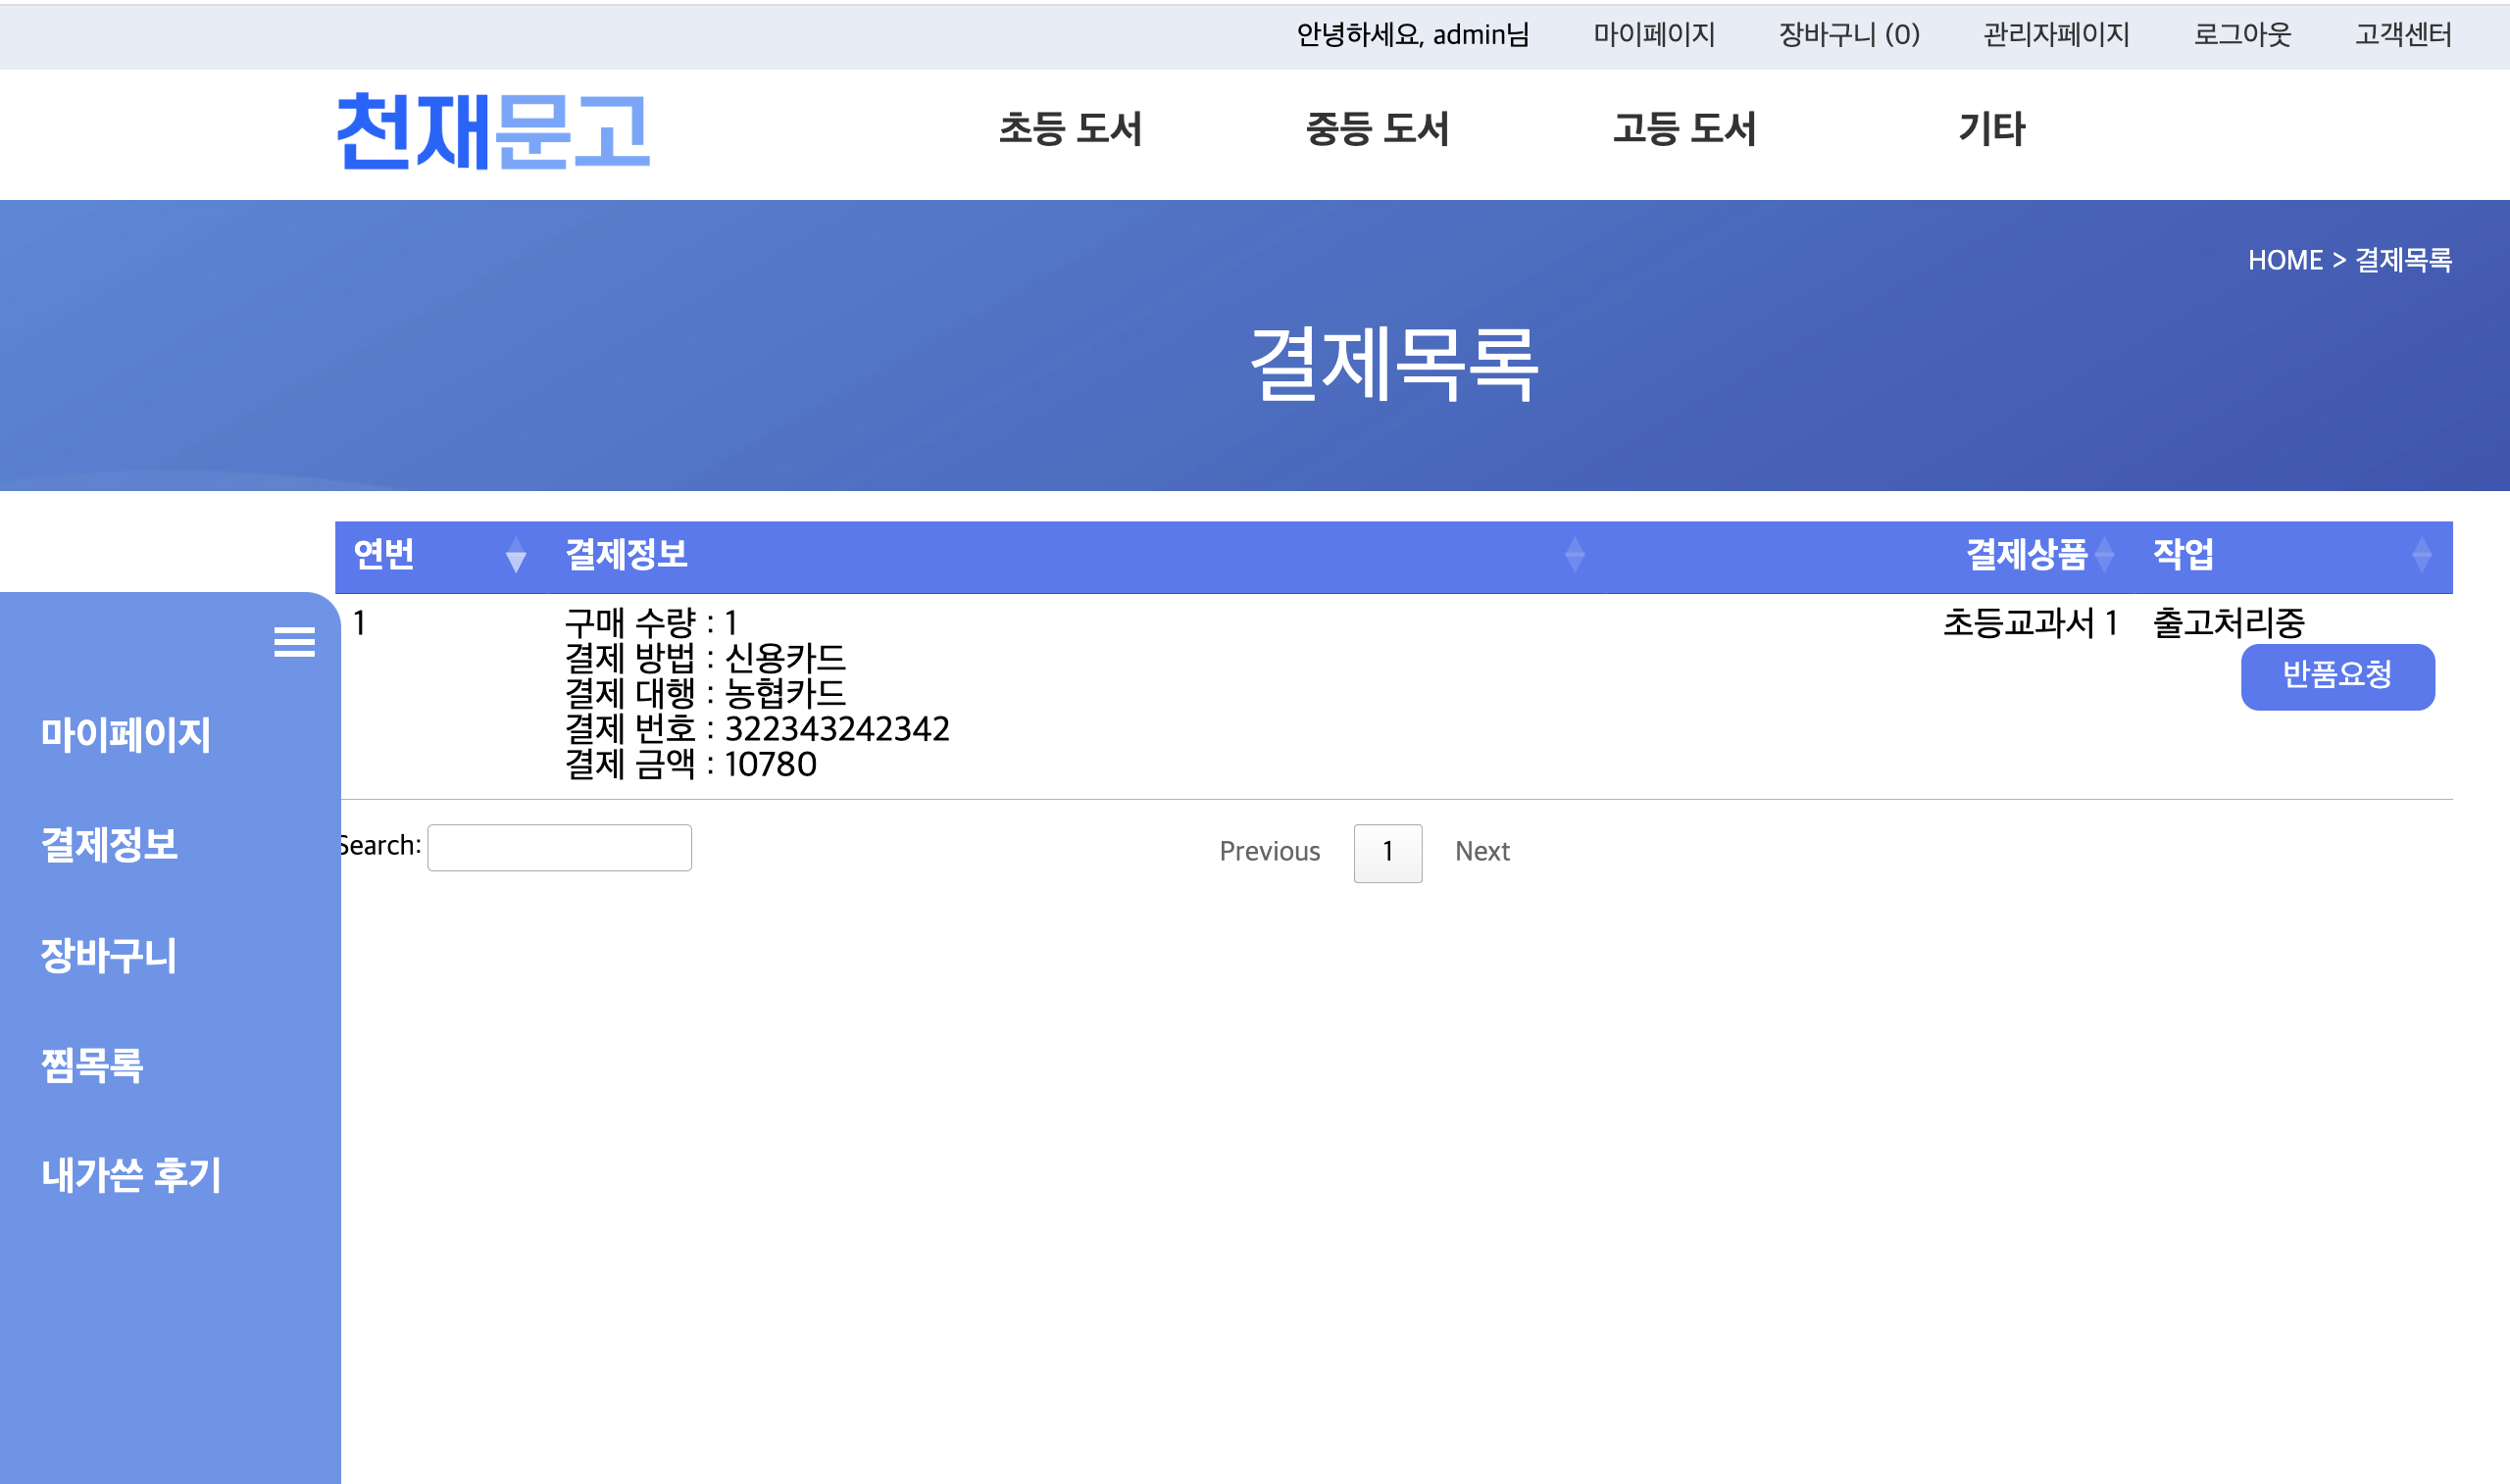 안녕하세요, admin님 마이페이지 장바구니 (0) 관리자페이지 로그아웃 고객센터
천재문고 초등 도서 중등 도서 고등 도서 기타
HOME > 결제목록
결제목록
연번 결제정보 결제상품 작업
1 구매 수량 : 1 초등교과서 1 출고처리중
결제 방법 : 신용카드 반품요청
결제 대행 : 농협카드
결제 번호 : 322343242342
결제 금액 : 10780
Search: Previous 1 Next
마이페이지
결제정보
장바구니
찜목록
내가쓴 후기